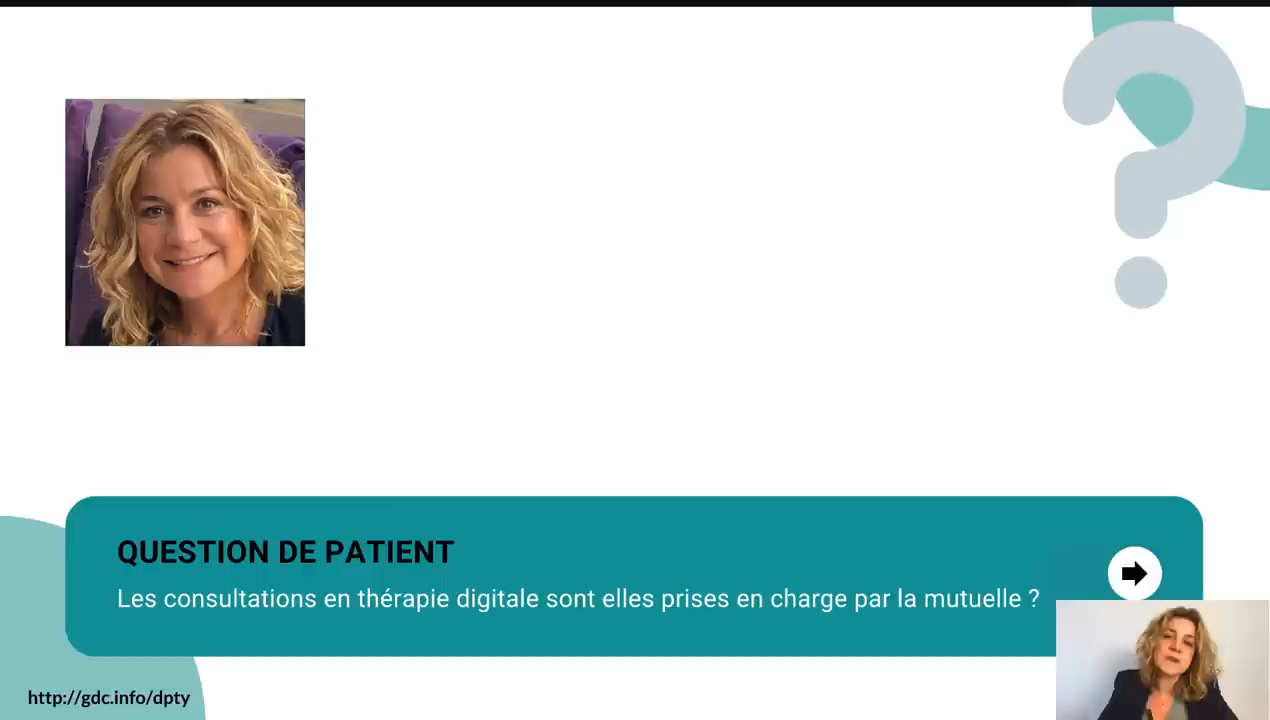 QUESTION DE PATIENT
Les consultations en thérapie digitale sont elles prises en charge par la mutuelle ?
http://gdc.info/dpty